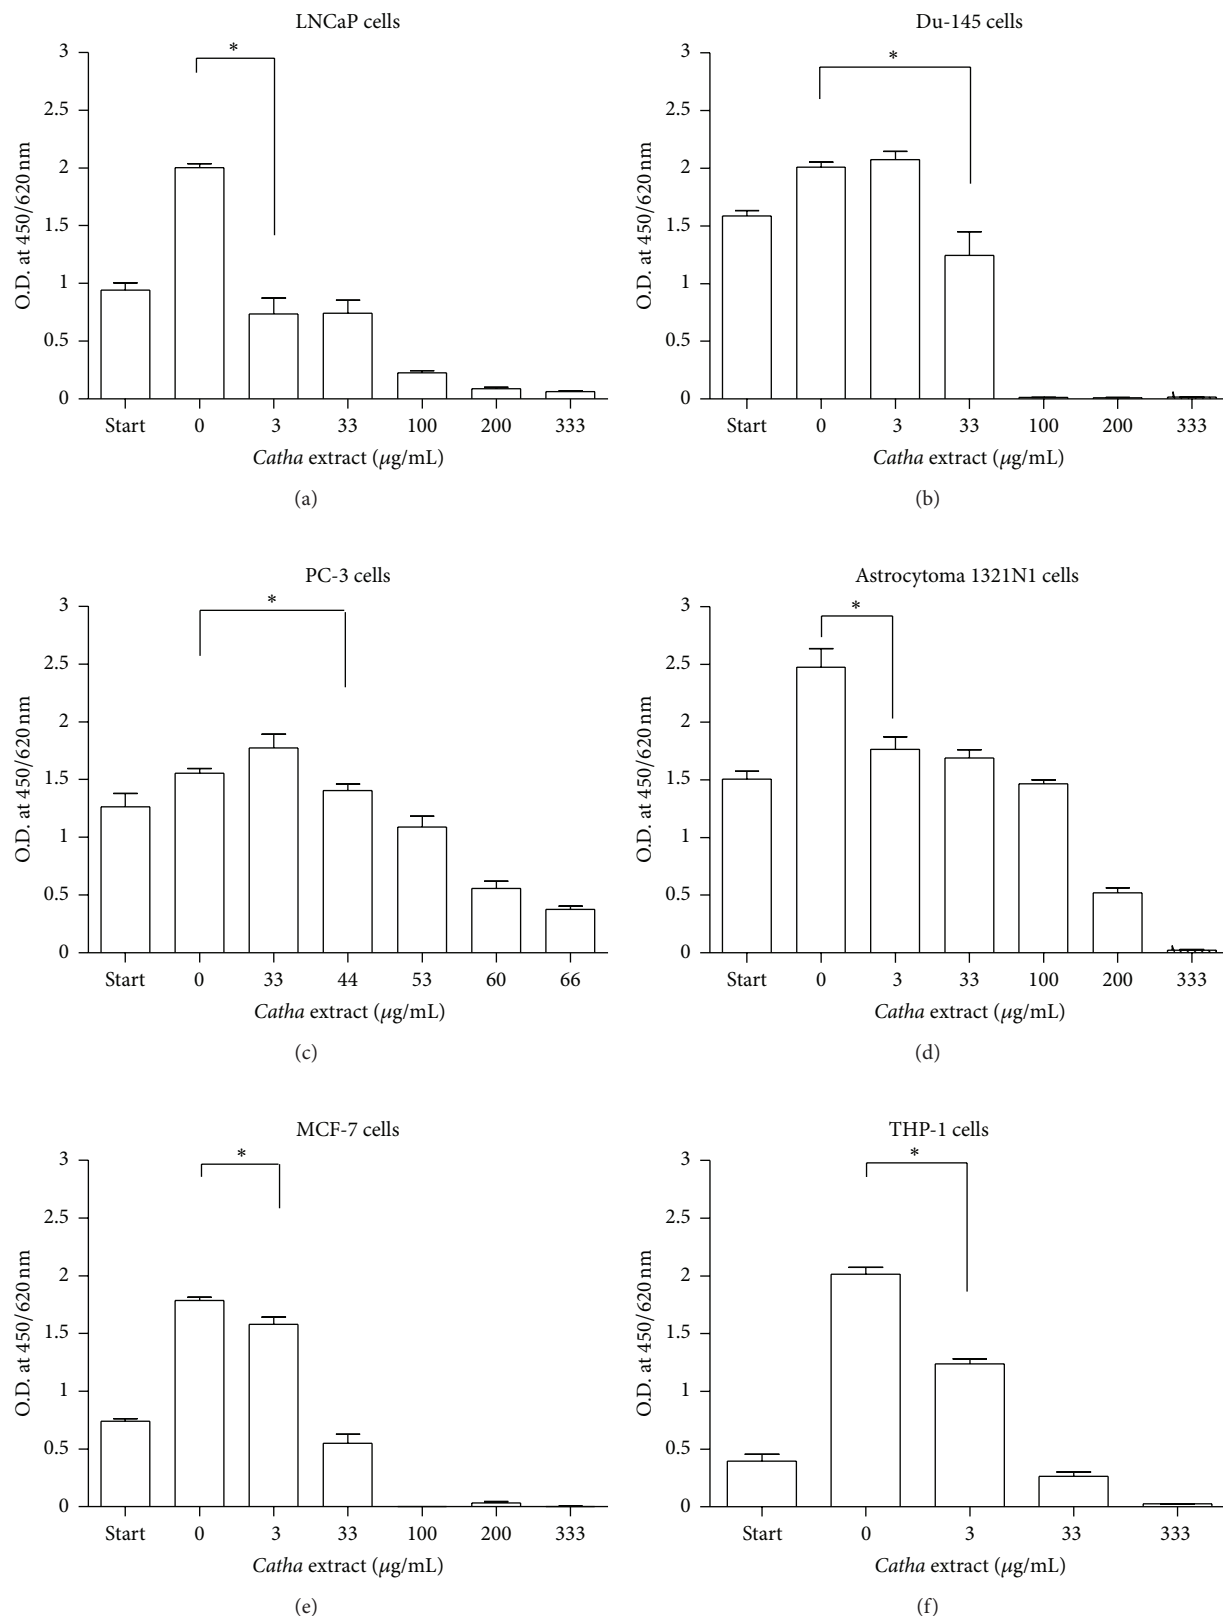 LNCaP cells
*
3
2.5
2
1.5
1
0.5
0
O.D. at 450/620 nm
Start 0 3 33 100 200 333
Catha extract (μg/mL)
(a)
Du-145 cells
*
3
2.5
2
1.5
1
0.5
0
O.D. at 450/620 nm
Start 0 3 33 100 200 333
Catha extract (μg/mL)
(b)
PC-3 cells
*
3
2.5
2
1.5
1
0.5
0
O.D. at 450/620 nm
Start 0 33 44 53 60 66
Catha extract (μg/mL)
(c)
Astrocytoma 1321N1 cells
*
3
2.5
2
1.5
1
0.5
0
O.D. at 450/620 nm
Start 0 3 33 100 200 333
Catha extract (μg/mL)
(d)
MCF-7 cells
*
3
2.5
2
1.5
1
0.5
0
O.D. at 450/620 nm
Start 0 3 33 100 200 333
Catha extract (μg/mL)
(e)
THP-1 cells
*
3
2.5
2
1.5
1
0.5
0
O.D. at 450/620 nm
Start 0 3 33 333
Catha extract (μg/mL)
(f)